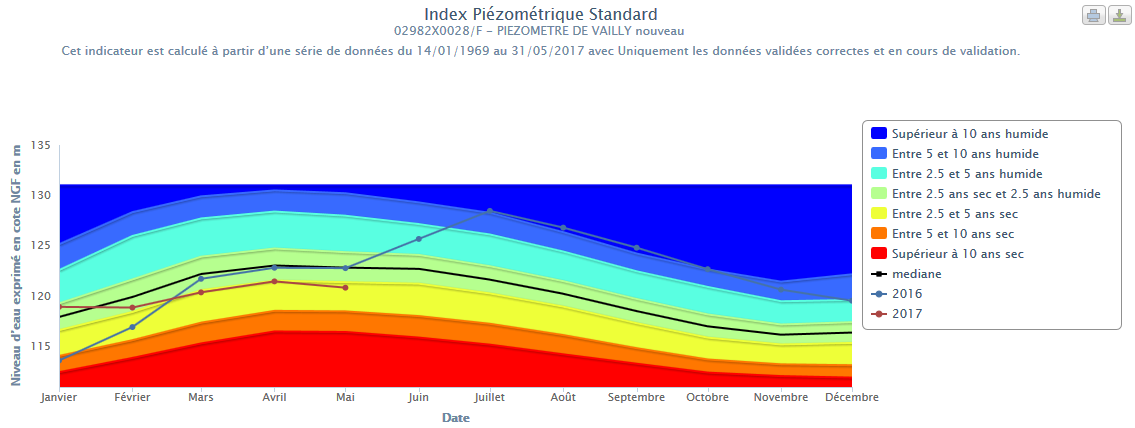 Index Piézométrique Standard
02982X0028/F - PIEZOMETRE DE VAILLY nouveau
Cet indicateur est calculé à partir d'une série de données du 14/01/1969 au 31/05/2017 avec Uniquement les données validées correctes et en cours de validation.
Niveau d'eau exprimé en cote NGF en m
135
130
125
120
115
Janvier Février Mars Avril Mai Juin Juillet Août Septembre Octobre Novembre Décembre
Date
Supérieur à 10 ans humide
Entre 5 et 10 ans humide
Entre 2.5 et 5 ans humide
Entre 2.5 ans sec et 2.5 ans humide
Entre 2.5 et 5 ans sec
Entre 5 et 10 ans sec
Supérieur à 10 ans sec
mediane
2016
2017